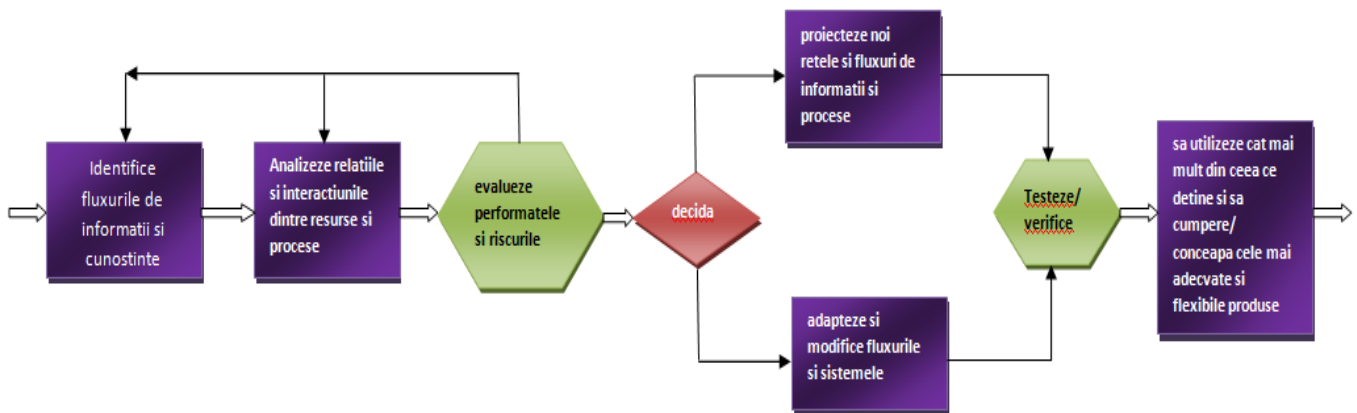 Identifice
fluxurile de
informatii si
cunostinte
Analizeze relatiile
si interactiunile
dintre resurse si
procese
evalueze
performatele
si riscurile
decida
proiecteze noi
retele si fluxuri de
informatii si
procese
adapteze si
modifice fluxurile
si sistemele
Testeze/
verifice
sa utilizeze cat mai
mult din ceea ce
detine si sa
cumpere/
conceapa cele mai
adecvate si
flexibile produse